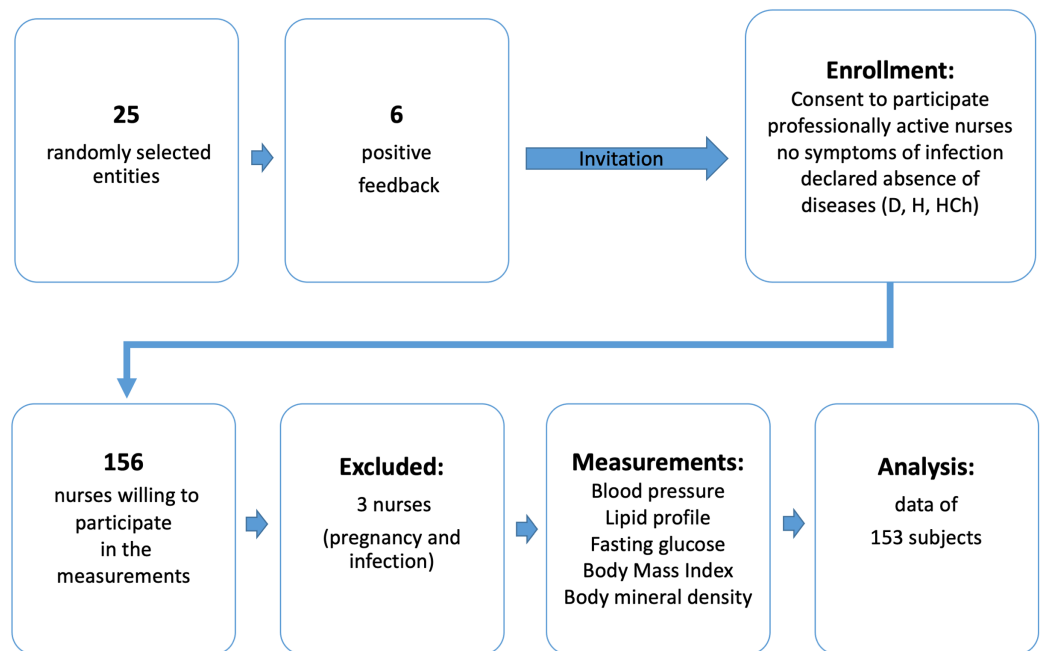 25
randomly selected
entities
6
positive
feedback
Invitation
Enrollment:
Consent to participate
professionally active nurses
no symptoms of infection
declared absence of
diseases (D, H, HCh)
156
nurses willing to
participate
in the
measurements
Excluded:
3 nurses
(pregnancy and
infection)
Measurements:
Blood pressure
Lipid profile
Fasting glucose
Body Mass Index
Body mineral density
Analysis:
data of
153 subjects